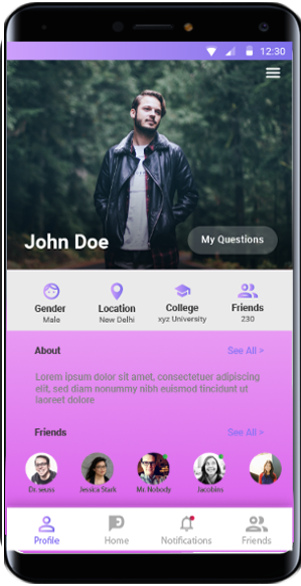 12:30
John Doe
My Questions
Gender
Male
Location
New Delhi
College
xyz University
Friends
230
About
See All >
Lorem ipsum dolor sit amet, consectetuer adipiscing
elit, sed diam nonummy nibh euismod tincidunt ut
laoreet dolore
Friends
See All >
Dr. seuss
Jessica Stark
Mr. Nobody
Jacobins
Profile
Home
Notifications
Friends